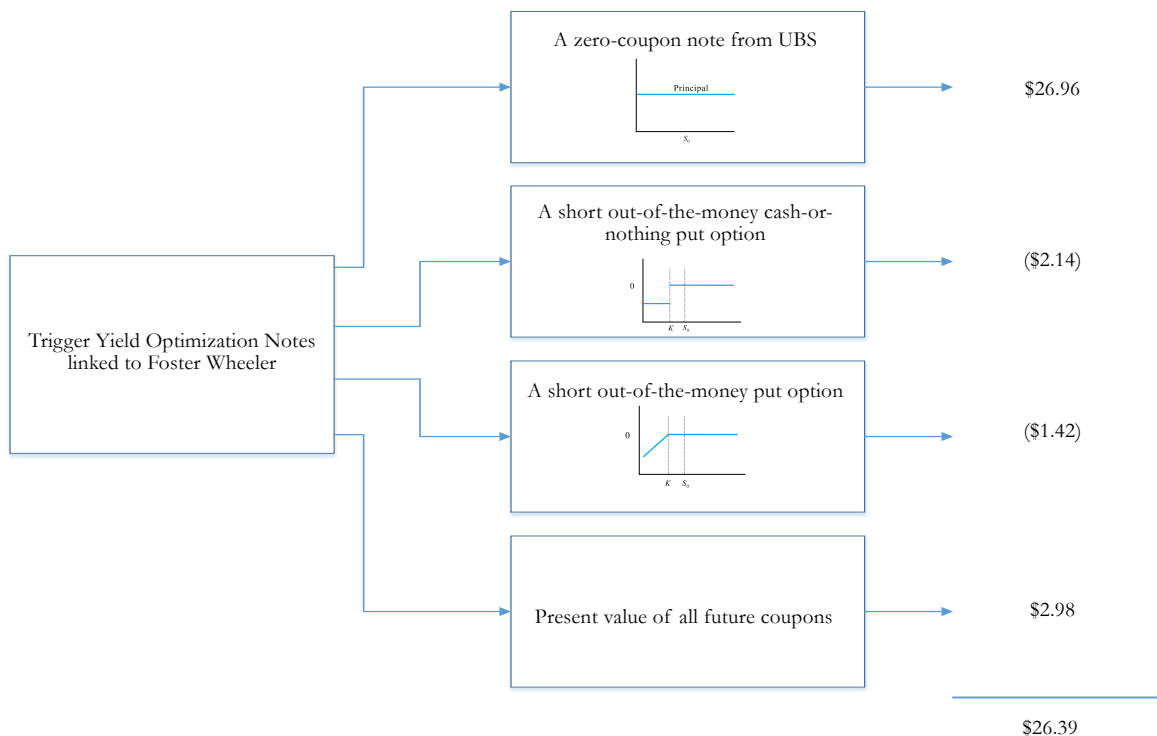 Trigger Yield Optimization Notes
linked to Foster Wheeler
A zero-coupon note from UBS
Principal
S₀
$26.96
A short out-of-the-money cash-or-
nothing put option
0
K
S₀
($2.14)
A short out-of-the-money put option
0
K
S₀
($1.42)
Present value of all future coupons
$2.98
$26.39